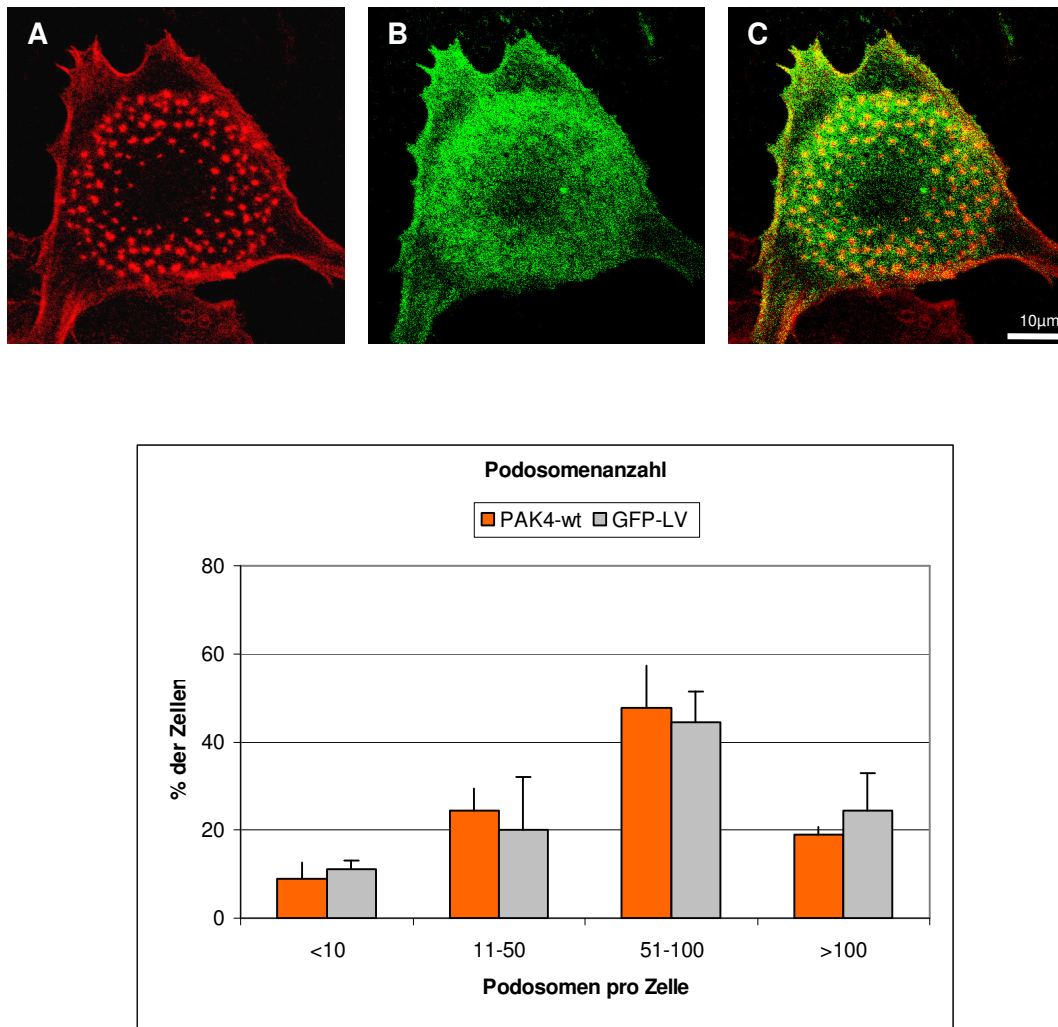 A
B
C
10µm
Podosomenanzahl
PAK4-wt GFP-LV
80
60
40
20
0
% der Zellen
<10 11-50 51-100 >100
Podosomen pro Zelle